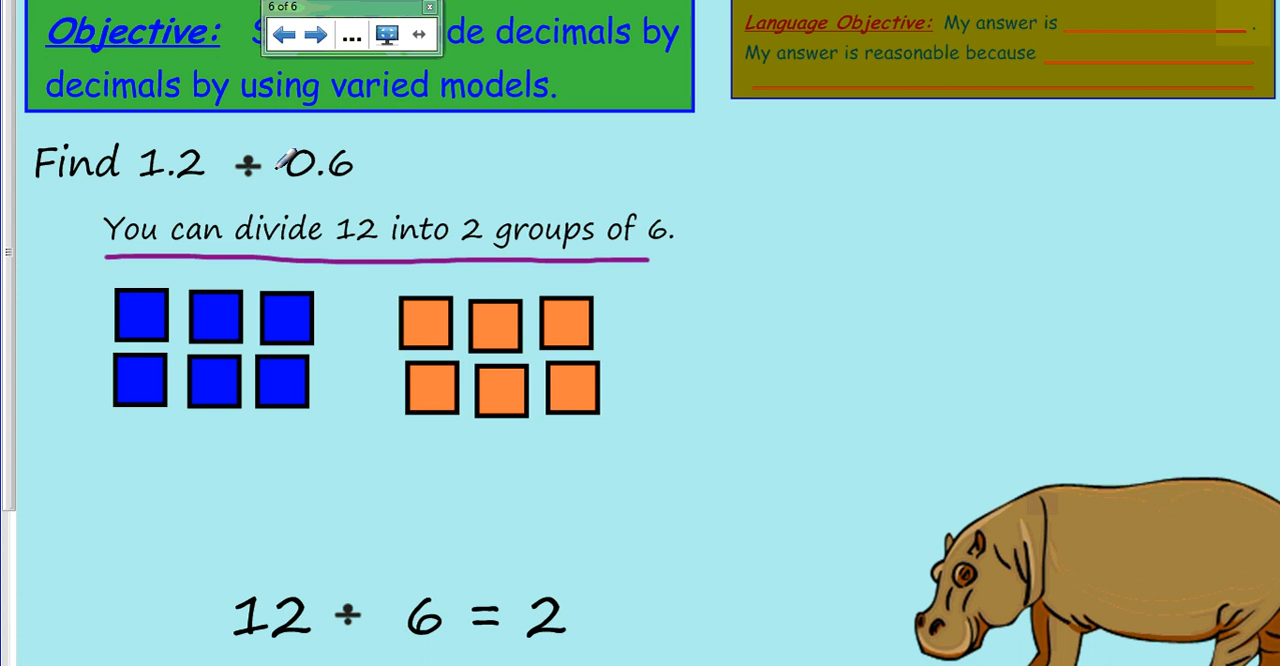 6 of 6
Objective: S de decimals by
decimals by using varied models.
Language Objective: My answer is .
My answer is reasonable because
Find 1.2 ÷ 0.6
You can divide 12 into 2 groups of 6.
12 ÷ 6 = 2